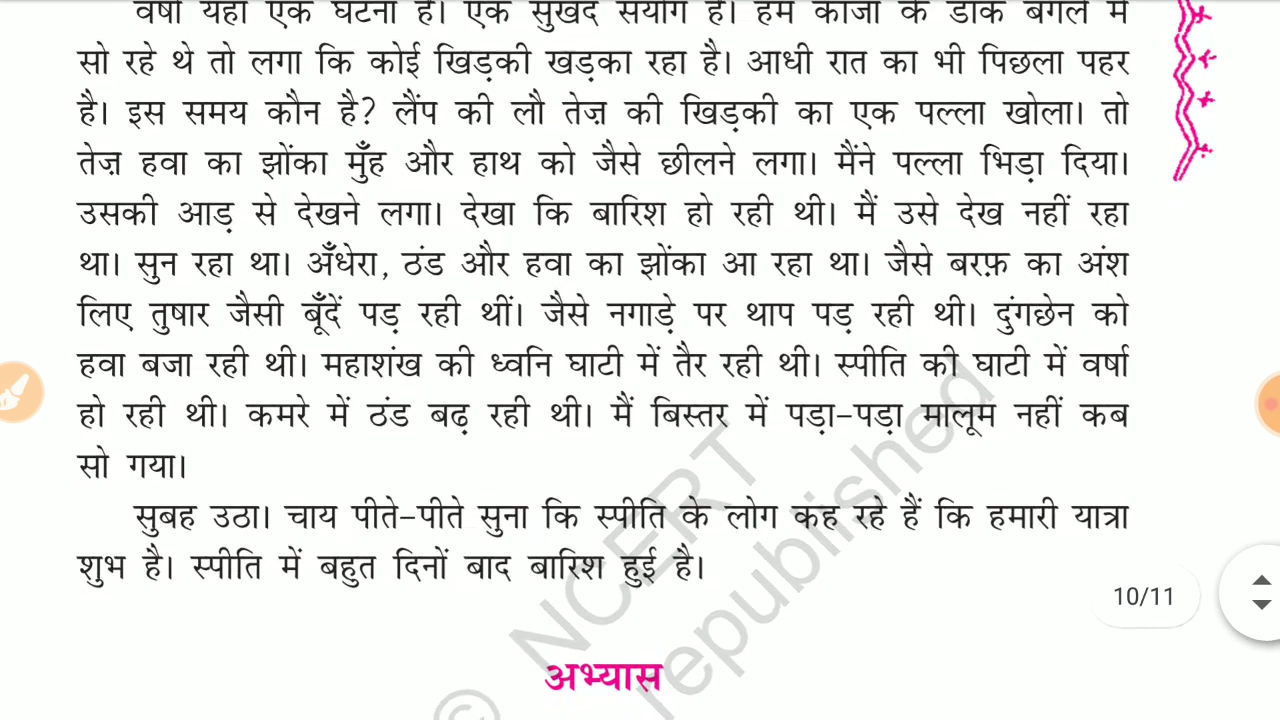 वर्षा यहाँ एक घटना है। एक सुखद संयोग है। हम काजा के डाक बंगले में
सो रहे थे तो लगा कि कोई खिड़की खड़का रहा है। आधी रात का भी पिछला पहर
है। इस समय कौन है? लैंप की लौ तेज़ की खिड़की का एक पल्ला खोला। तो
तेज़ हवा का झोंका मुँह और हाथ को जैसे छीलने लगा। मैंने पल्ला भिड़ा दिया।
उसकी आड़ से देखने लगा। देखा कि बारिश हो रही थी। मैं उसे देख नहीं रहा
था। सुन रहा था। अँधेरा, ठंड और हवा का झोंका आ रहा था। जैसे बरफ़ का अंश
लिए तुषार जैसी बूँदें पड़ रही थीं। जैसे नगाड़े पर थाप पड़ रही थी। दुंगछेन को
हवा बजा रही थी। महाशंख की ध्वनि घाटी में तैर रही थी। स्पीति की घाटी में वर्षा
हो रही थी। कमरे में ठंड बढ़ रही थी। मैं बिस्तर में पड़ा-पड़ा मालूम नहीं कब
सो गया।
सुबह उठा। चाय पीते-पीते सुना कि स्पीति के लोग कह रहे हैं कि हमारी यात्रा
शुभ है। स्पीति में बहुत दिनों बाद बारिश हुई है।
10/11
अभ्यास
© NCERT
republished